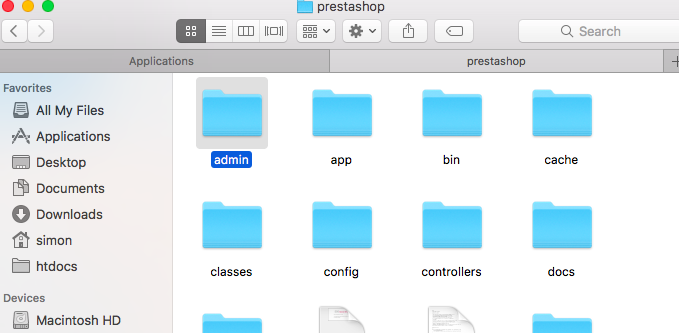 prestashop
Search
Applications
prestashop
Favorites
All My Files
Applications
Desktop
Documents
Downloads
simon
htdocs
Devices
Macintosh HD
admin
app
bin
cache
classes
config
controllers
docs